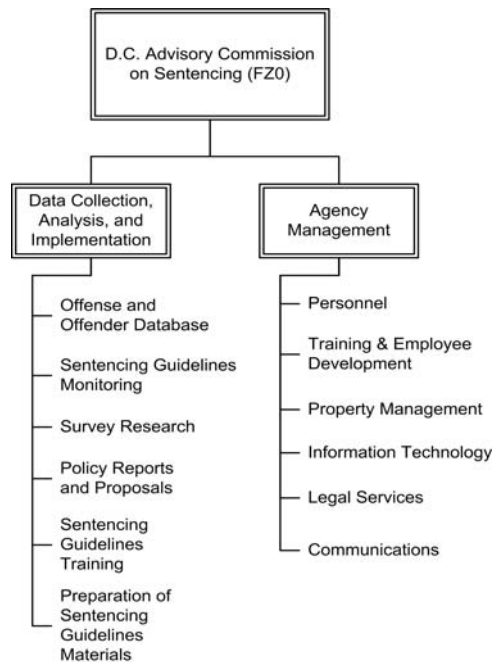 D.C. Advisory Commission
on Sentencing (FZ0)
Data Collection,
Analysis, and
Implementation
Offense and
Offender Database
Sentencing Guidelines
Monitoring
Survey Research
Policy Reports
and Proposals
Sentencing
Guidelines
Training
Preparation of
Sentencing
Guidelines
Materials
Agency
Management
Personnel
Training & Employee
Development
Property Management
Information Technology
Legal Services
Communications